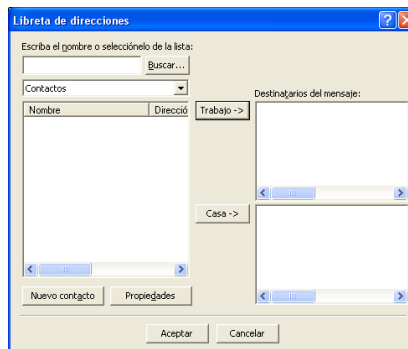 Libreta de direcciones
Escriba el nombre o selecciónelo de la lista:
Buscar...
Contactos
Destinatarios del mensaje:
Nombre Direcció
Trabajo ->
Casa ->
Nuevo contacto Propiedades
Aceptar Cancelar